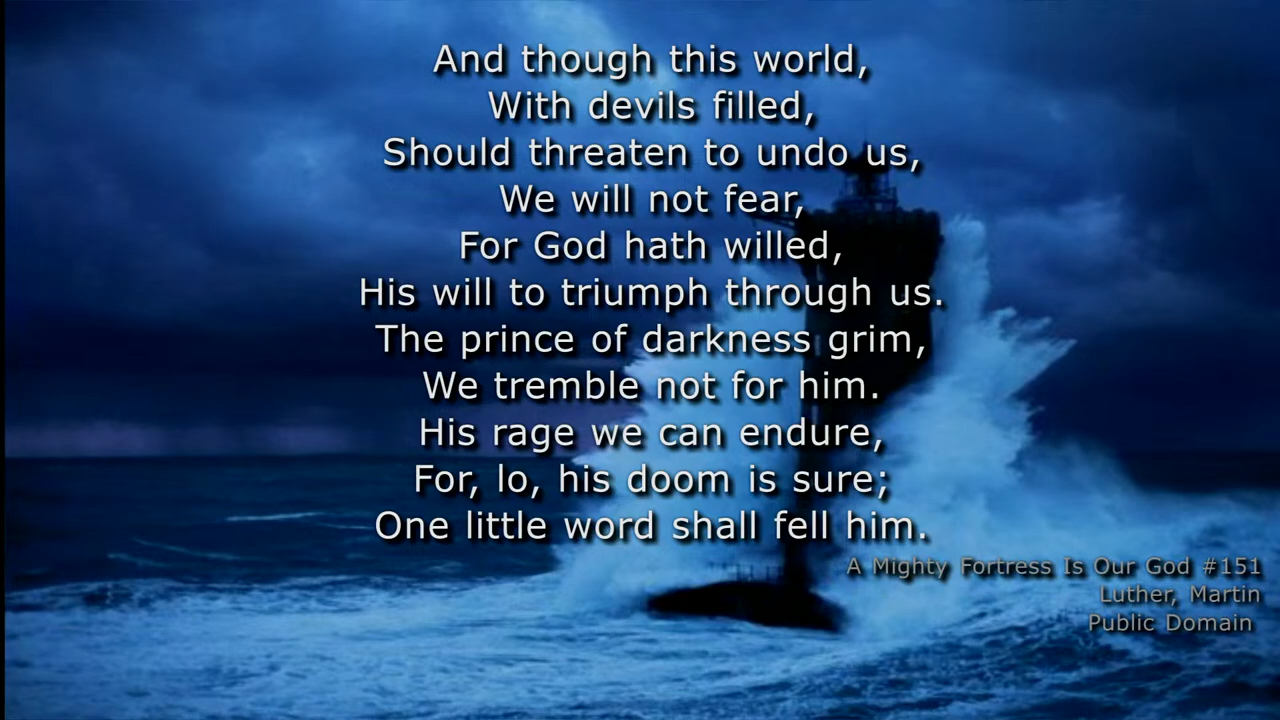 And though this world,
With devils filled,
Should threaten to undo us,
We will not fear,
For God hath willed,
His will to triumph through us.
The prince of darkness grim,
We tremble not for him.
His rage we can endure,
For, lo, his doom is sure;
One little word shall fell him.
A Mighty Fortress Is Our God #151
Luther, Martin
Public Domain